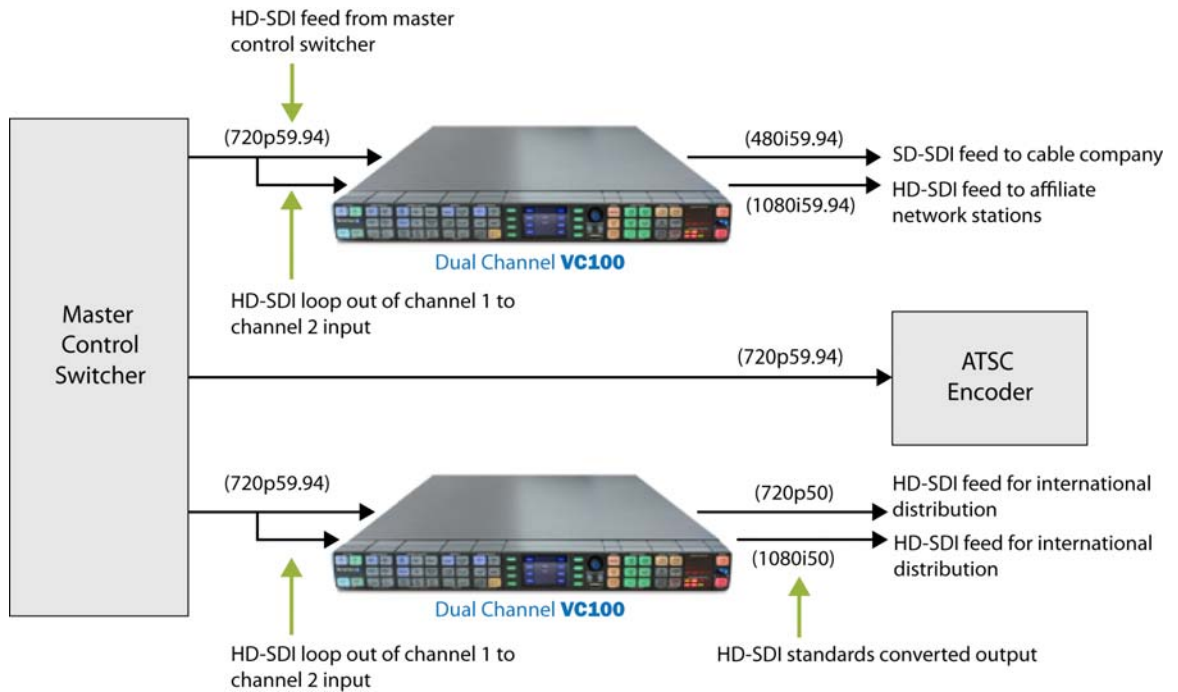 HD-SDI feed from master
control switcher
(720p59.94)
(480i59.94)
SD-SDI feed to cable company
HD-SDI feed to affiliate
network stations
(1080i59.94)
Dual Channel VC100
HD-SDI loop out of channel 1 to
channel 2 input
Master
Control
Switcher
(720p59.94)
ATSC
Encoder
(720p59.94)
(720p50)
HD-SDI feed for international
distribution
HD-SDI feed for international
distribution
(1080i50)
Dual Channel VC100
HD-SDI loop out of channel 1 to
channel 2 input
HD-SDI standards converted output